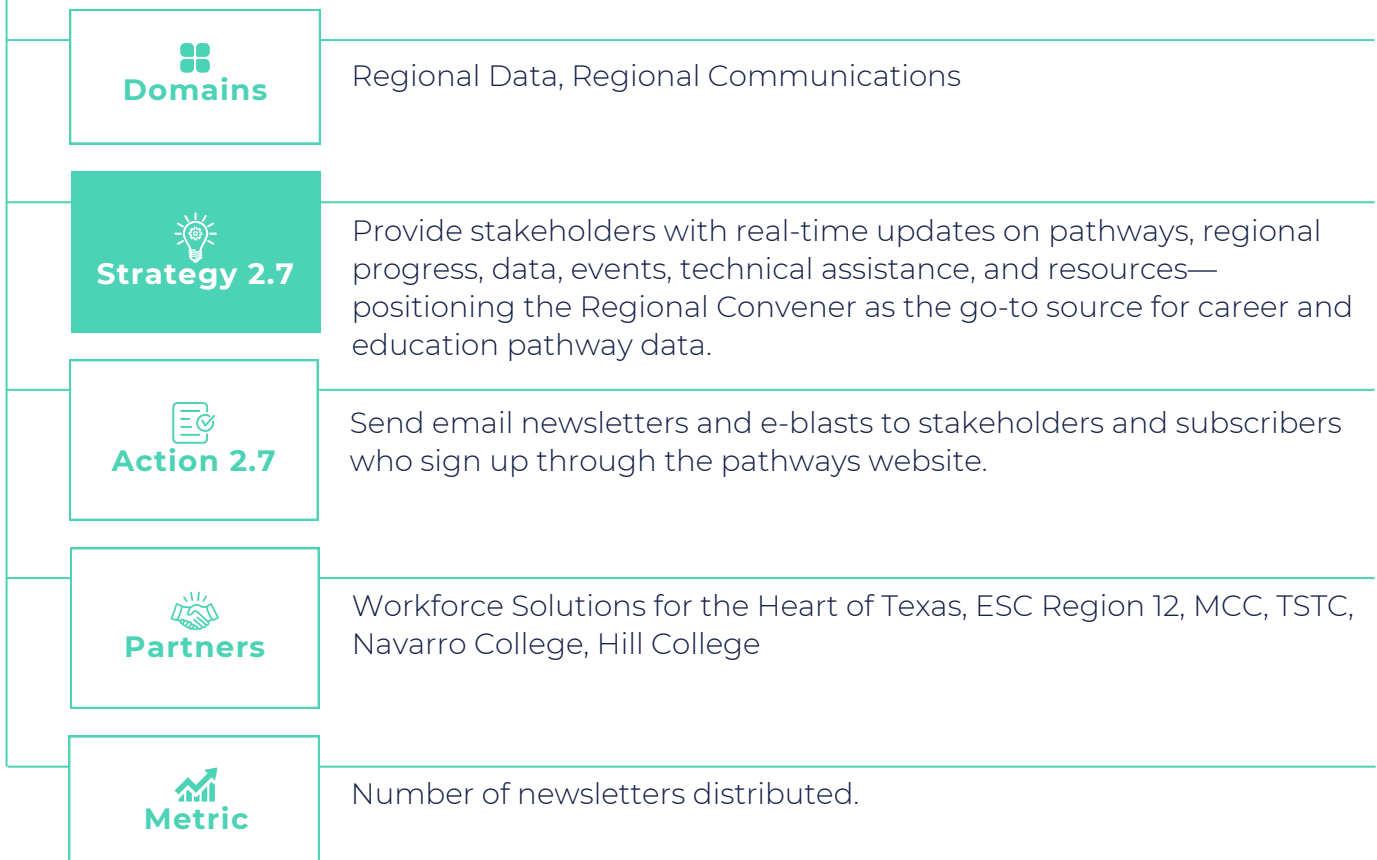 Domains
Regional Data, Regional Communications
Strategy 2.7
Provide stakeholders with real-time updates on pathways, regional
progress, data, events, technical assistance, and resources—
positioning the Regional Convener as the go-to source for career and
education pathway data.
Action 2.7
Send email newsletters and e-blasts to stakeholders and subscribers
who sign up through the pathways website.
Partners
Workforce Solutions for the Heart of Texas, ESC Region 12, MCC, TSTC,
Navarro College, Hill College
Metric
Number of newsletters distributed.